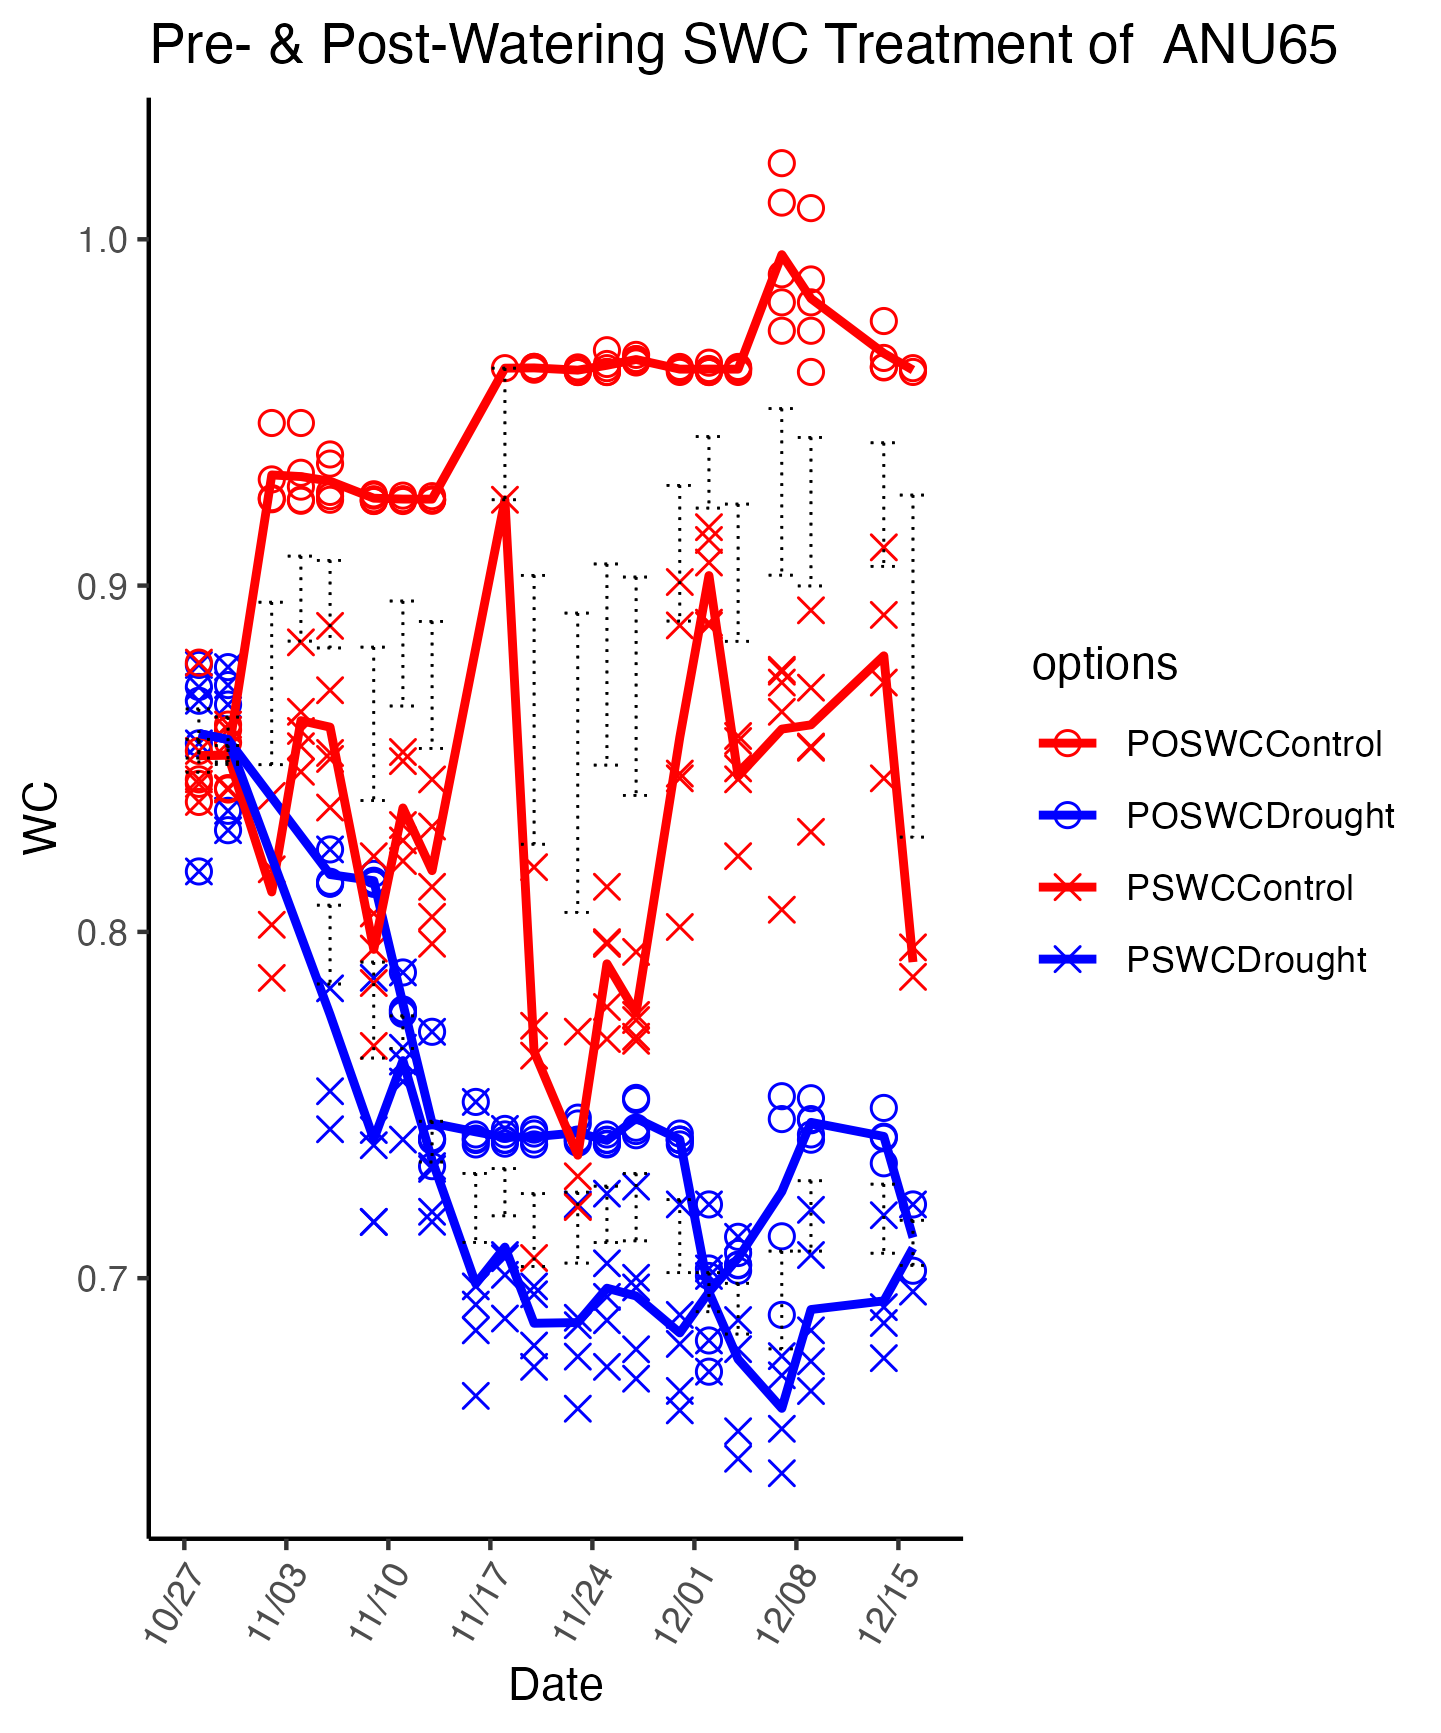 Pre- & Post-Watering SWC Treatment of  ANU65
WC
1.0
0.9
0.8
0.7
10/27
11/03
11/10
11/17
11/24
12/01
12/08
12/15
Date
options
POSWCControl
POSWCDrought
PSWCControl
PSWCDrought